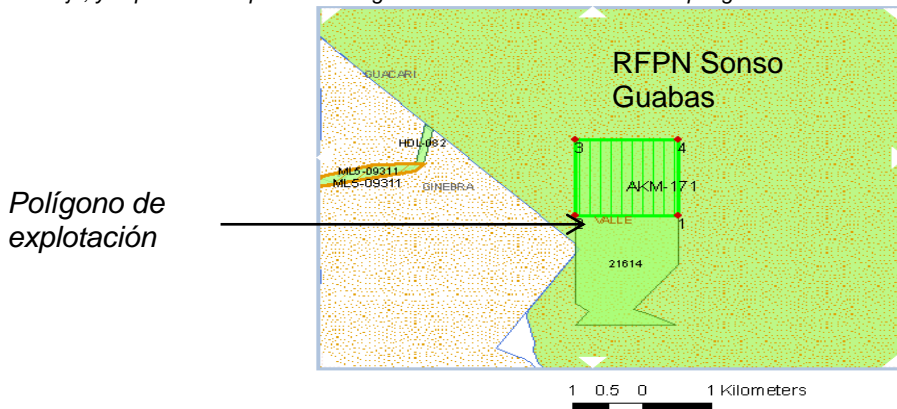 RFPN Sonso
Guabas
GUACARI
HDL-082
3
4
ML5-09311
ML5-09311
GINEBRA
AKM-171
Polígono de
explotación
VALLE
1
21614
1 0.5 0 1 Kilometers